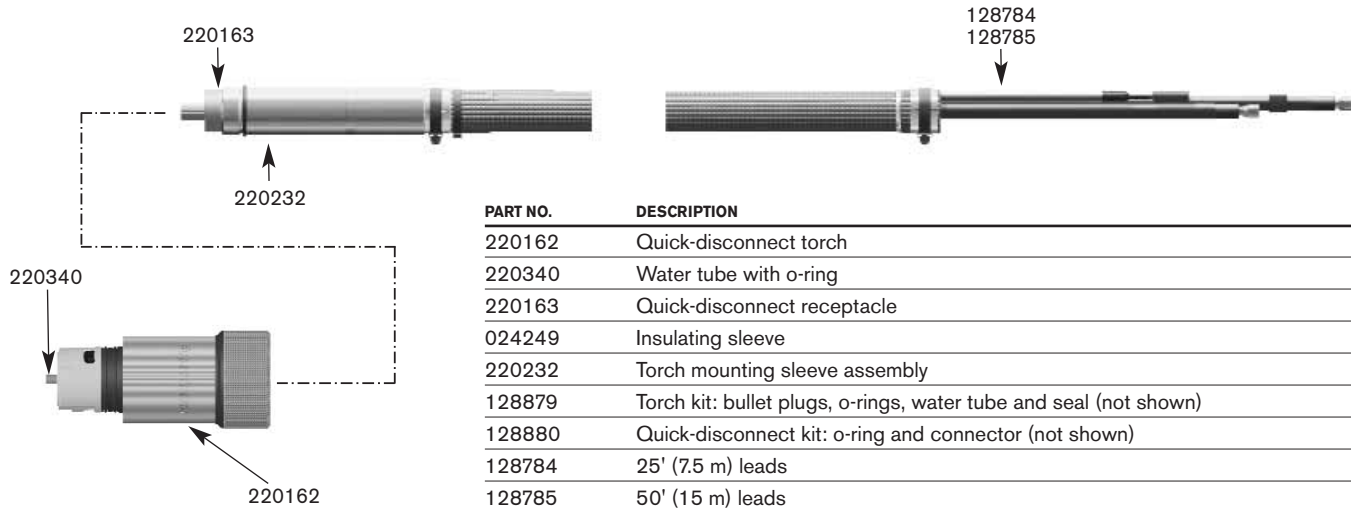 220163
128784
128785
220232
220340
220162
PART NO. DESCRIPTION
220162 Quick-disconnect torch
220340 Water tube with o-ring
220163 Quick-disconnect receptacle
024249 Insulating sleeve
220232 Torch mounting sleeve assembly
128879 Torch kit: bullet plugs, o-rings, water tube and seal (not shown)
128880 Quick-disconnect kit: o-ring and connector (not shown)
128784 25' (7.5 m) leads
128785 50' (15 m) leads